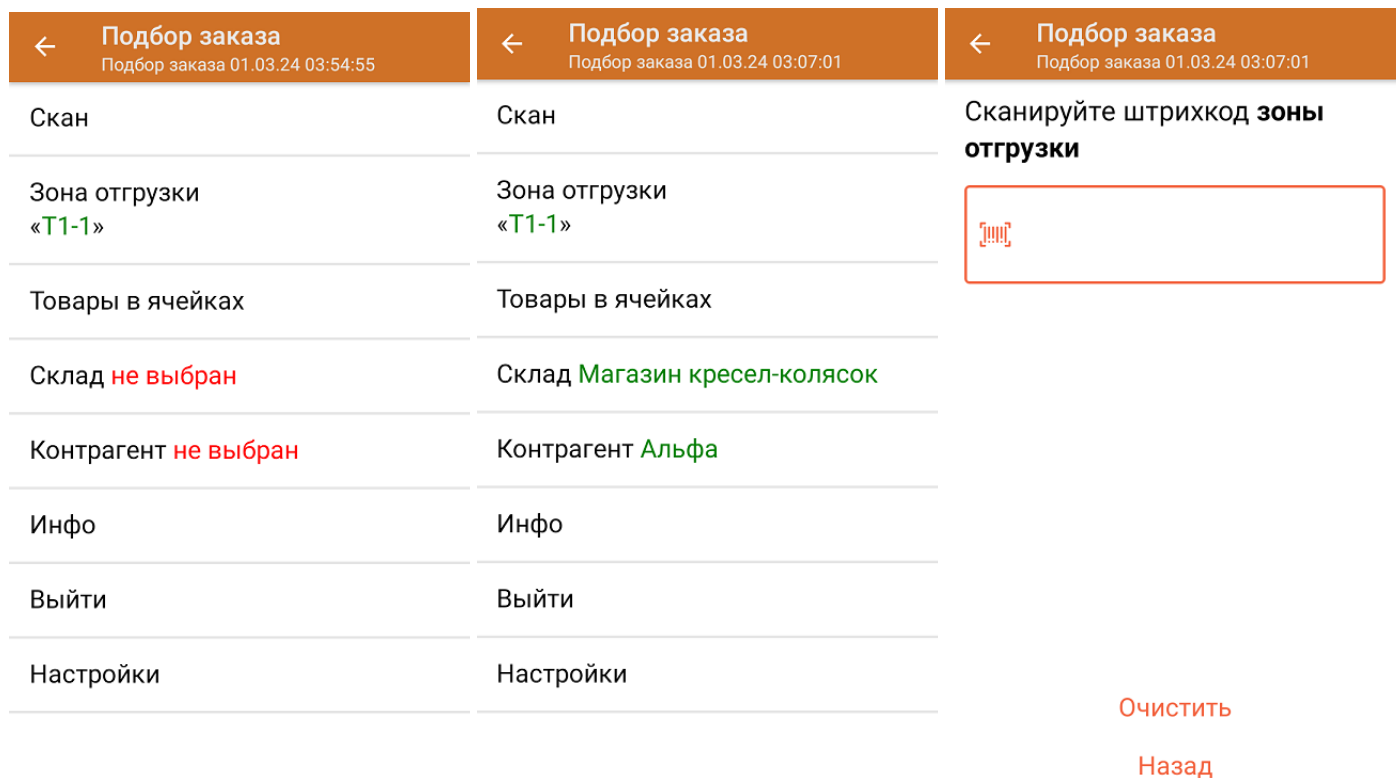 Подбор заказа
Подбор заказа 01.03.24 03:54:55
Скан
Зона отгрузки
«Т1-1»
Товары в ячейках
Склад не выбран
Контрагент не выбран
Инфо
Выйти
Настройки
Подбор заказа
Подбор заказа 01.03.24 03:07:01
Скан
Зона отгрузки
«Т1-1»
Товары в ячейках
Склад Магазин кресел-колясок
Контрагент Альфа
Инфо
Выйти
Настройки
Подбор заказа
Подбор заказа 01.03.24 03:07:01
Сканируйте штрихкод зоны
отгрузки
Очистить
Назад